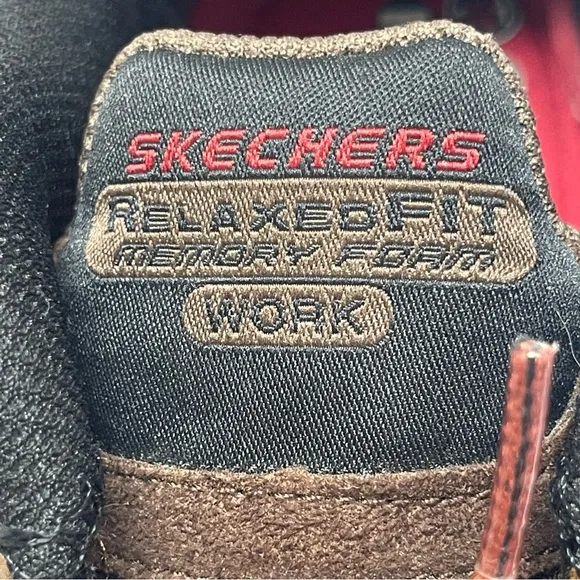 SKECHERS
RELAXED FIT
MEMORY FOAM
WORK